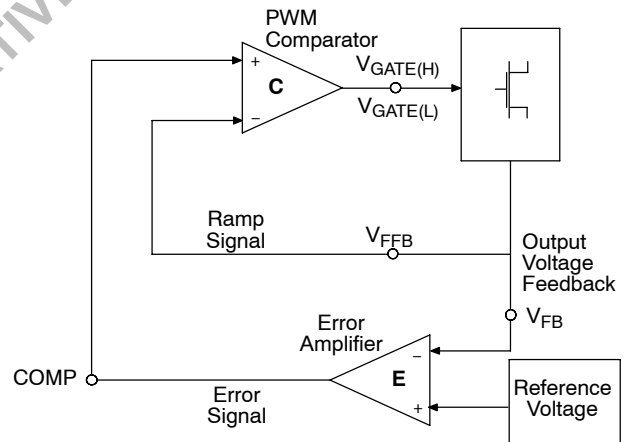 PWM
Comparator
+
C
−
VGATE(H)
VGATE(L)
Ramp
Signal
VFFB
Output
Voltage
Feedback
VFB
Error
Amplifier
−
E
+
COMP
Error
Signal
Reference
Voltage